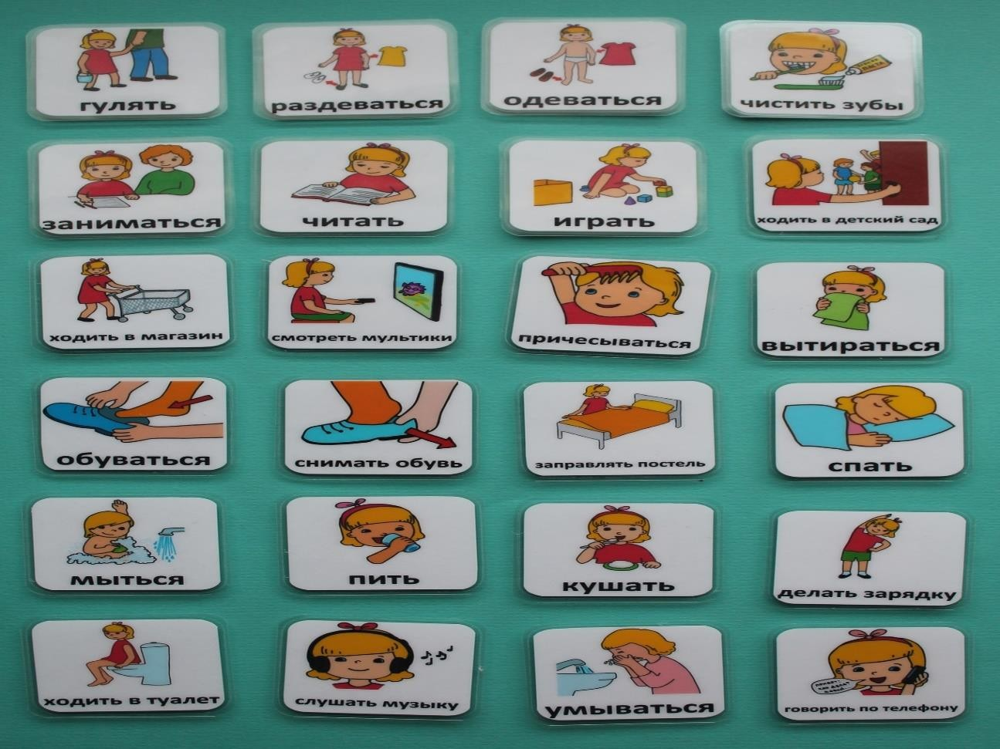 гулять
раздеваться
одеваться
чистить зубы
заниматься
читать
играть
ходить в детский сад
ходить в магазин
смотреть мультики
причесываться
вытираться
обуваться
снимать обувь
заправлять постель
спать
мыться
пить
кушать
делать зарядку
ходить в туалет
слушать музыку
умываться
говорить по телефону